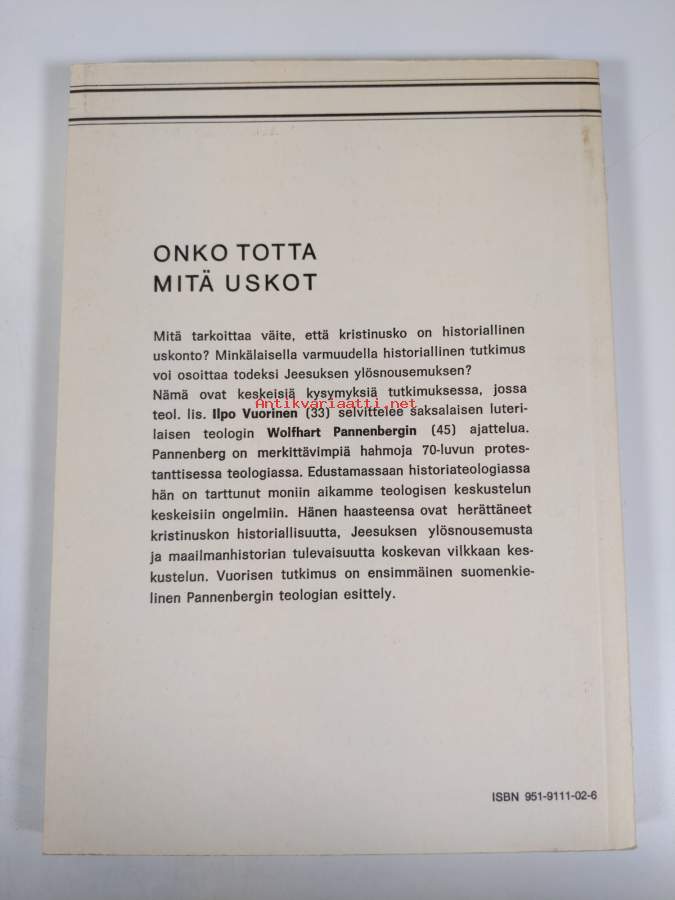 ONKO TOTTA
MITÄ USKOT
Mitä tarkoittaa väite, että kristinusko on historiallinen
uskonto? Minkälaisella varmuudella historiallinen tutkimus
voi osoittaa todeksi Jeesuksen ylösnousemuksen?
Nämä ovat keskeisiä kysymyksiä tutkimuksessa, jossa
Antikvariaatti.net
teol. lis. Ilpo Vuorinen (33) selvittelee saksalaisen luteri-
laisen teologin Wolfhart Pannenbergin (45) ajattelua.
Pannenberg on merkittävimpiä hahmoja 70-luvun protes-
tanttisessa teologiassa. Edustamassaan historiateologiassa
hän on tarttunut moniin aikamme teologisen keskustelun
keskeisiin ongelmiin. Hänen haasteensa ovat herättäneet
kristinuskon historiallisuutta, Jeesuksen ylösnousemusta
ja maailmanhistorian tulevaisuutta koskevan vilkkaan kes-
kustelun. Vuorisen tutkimus on ensimmäinen suomenkie-
linen Pannenbergin teologian esittely.
ISBN 951-9111-02-6